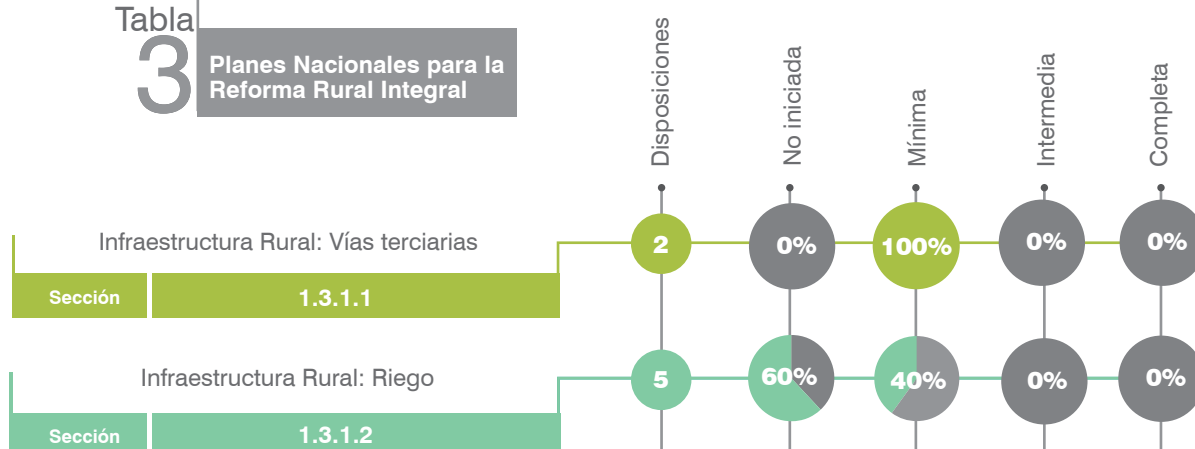 Tabla
3
Planes Nacionales para la
Reforma Rural Integral
Disposiciones
No iniciada
Mínima
Intermedia
Completa
Infraestructura Rural: Vías terciarias
2
0%
100%
0%
0%
Sección
1.3.1.1
Infraestructura Rural: Riego
5
60%
40%
0%
0%
Sección
1.3.1.2